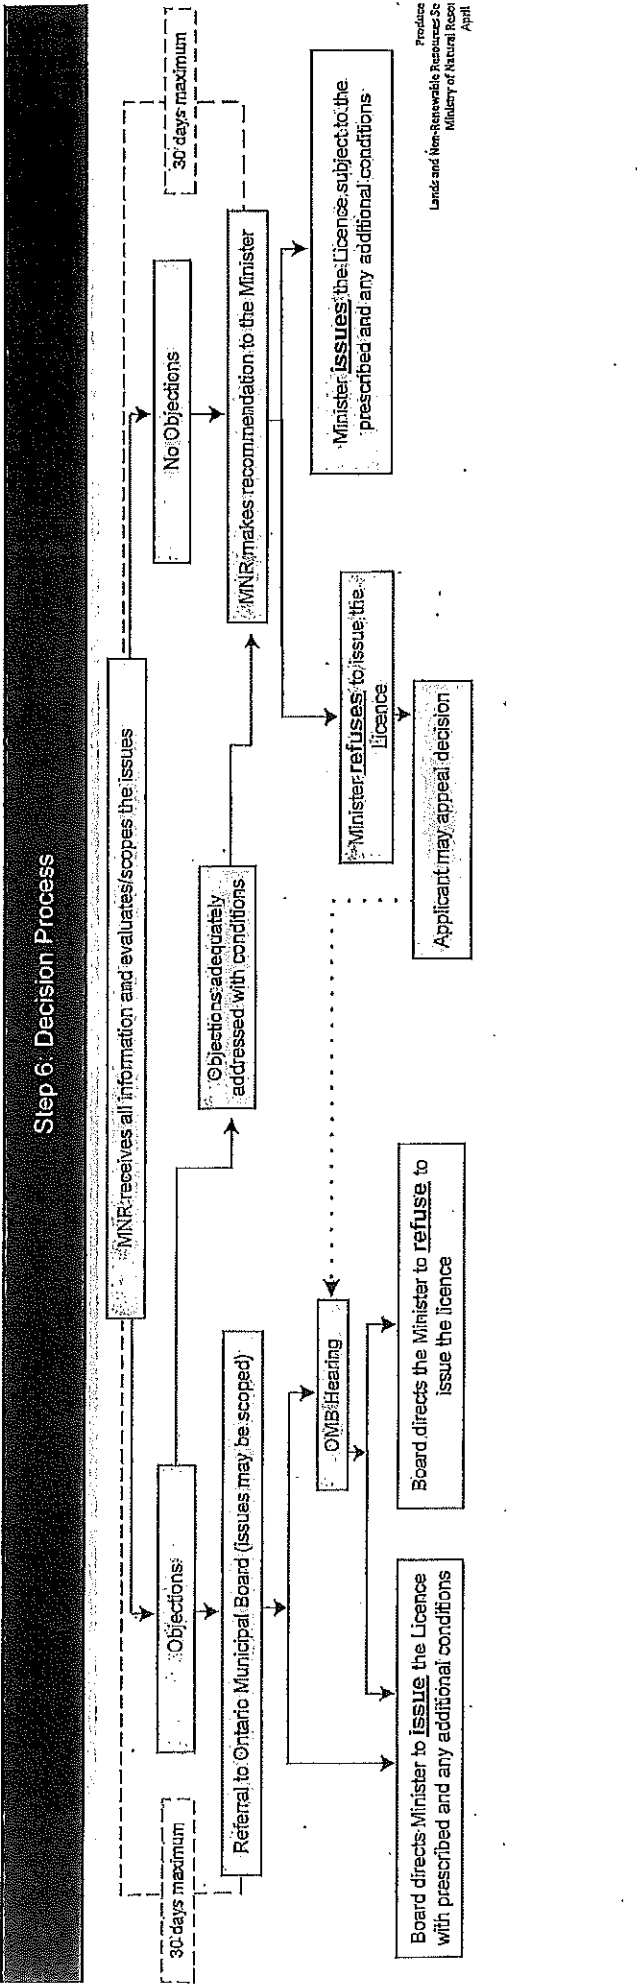 Step 6: Decision Process
MNR receives all information and evaluates/scopes the issues
30 days maximum
30 days maximum
Objections
No Objections
Objections adequately
addressed with conditions
Referral to Ontario Municipal Board (issues may be scoped)
MNR makes recommendation to the Minister
OMB Hearing
Minister refuses to issue the
Licence
Minister issues the Licence subject to the
prescribed and any additional conditions
Applicant may appeal decision
Board directs Minister to issue the Licence
with prescribed and any additional conditions
Board directs the Minister to refuse to
issue the licence
Produce
Lands and Non-Renewable Resources Se
Ministry of Natural Resou
April